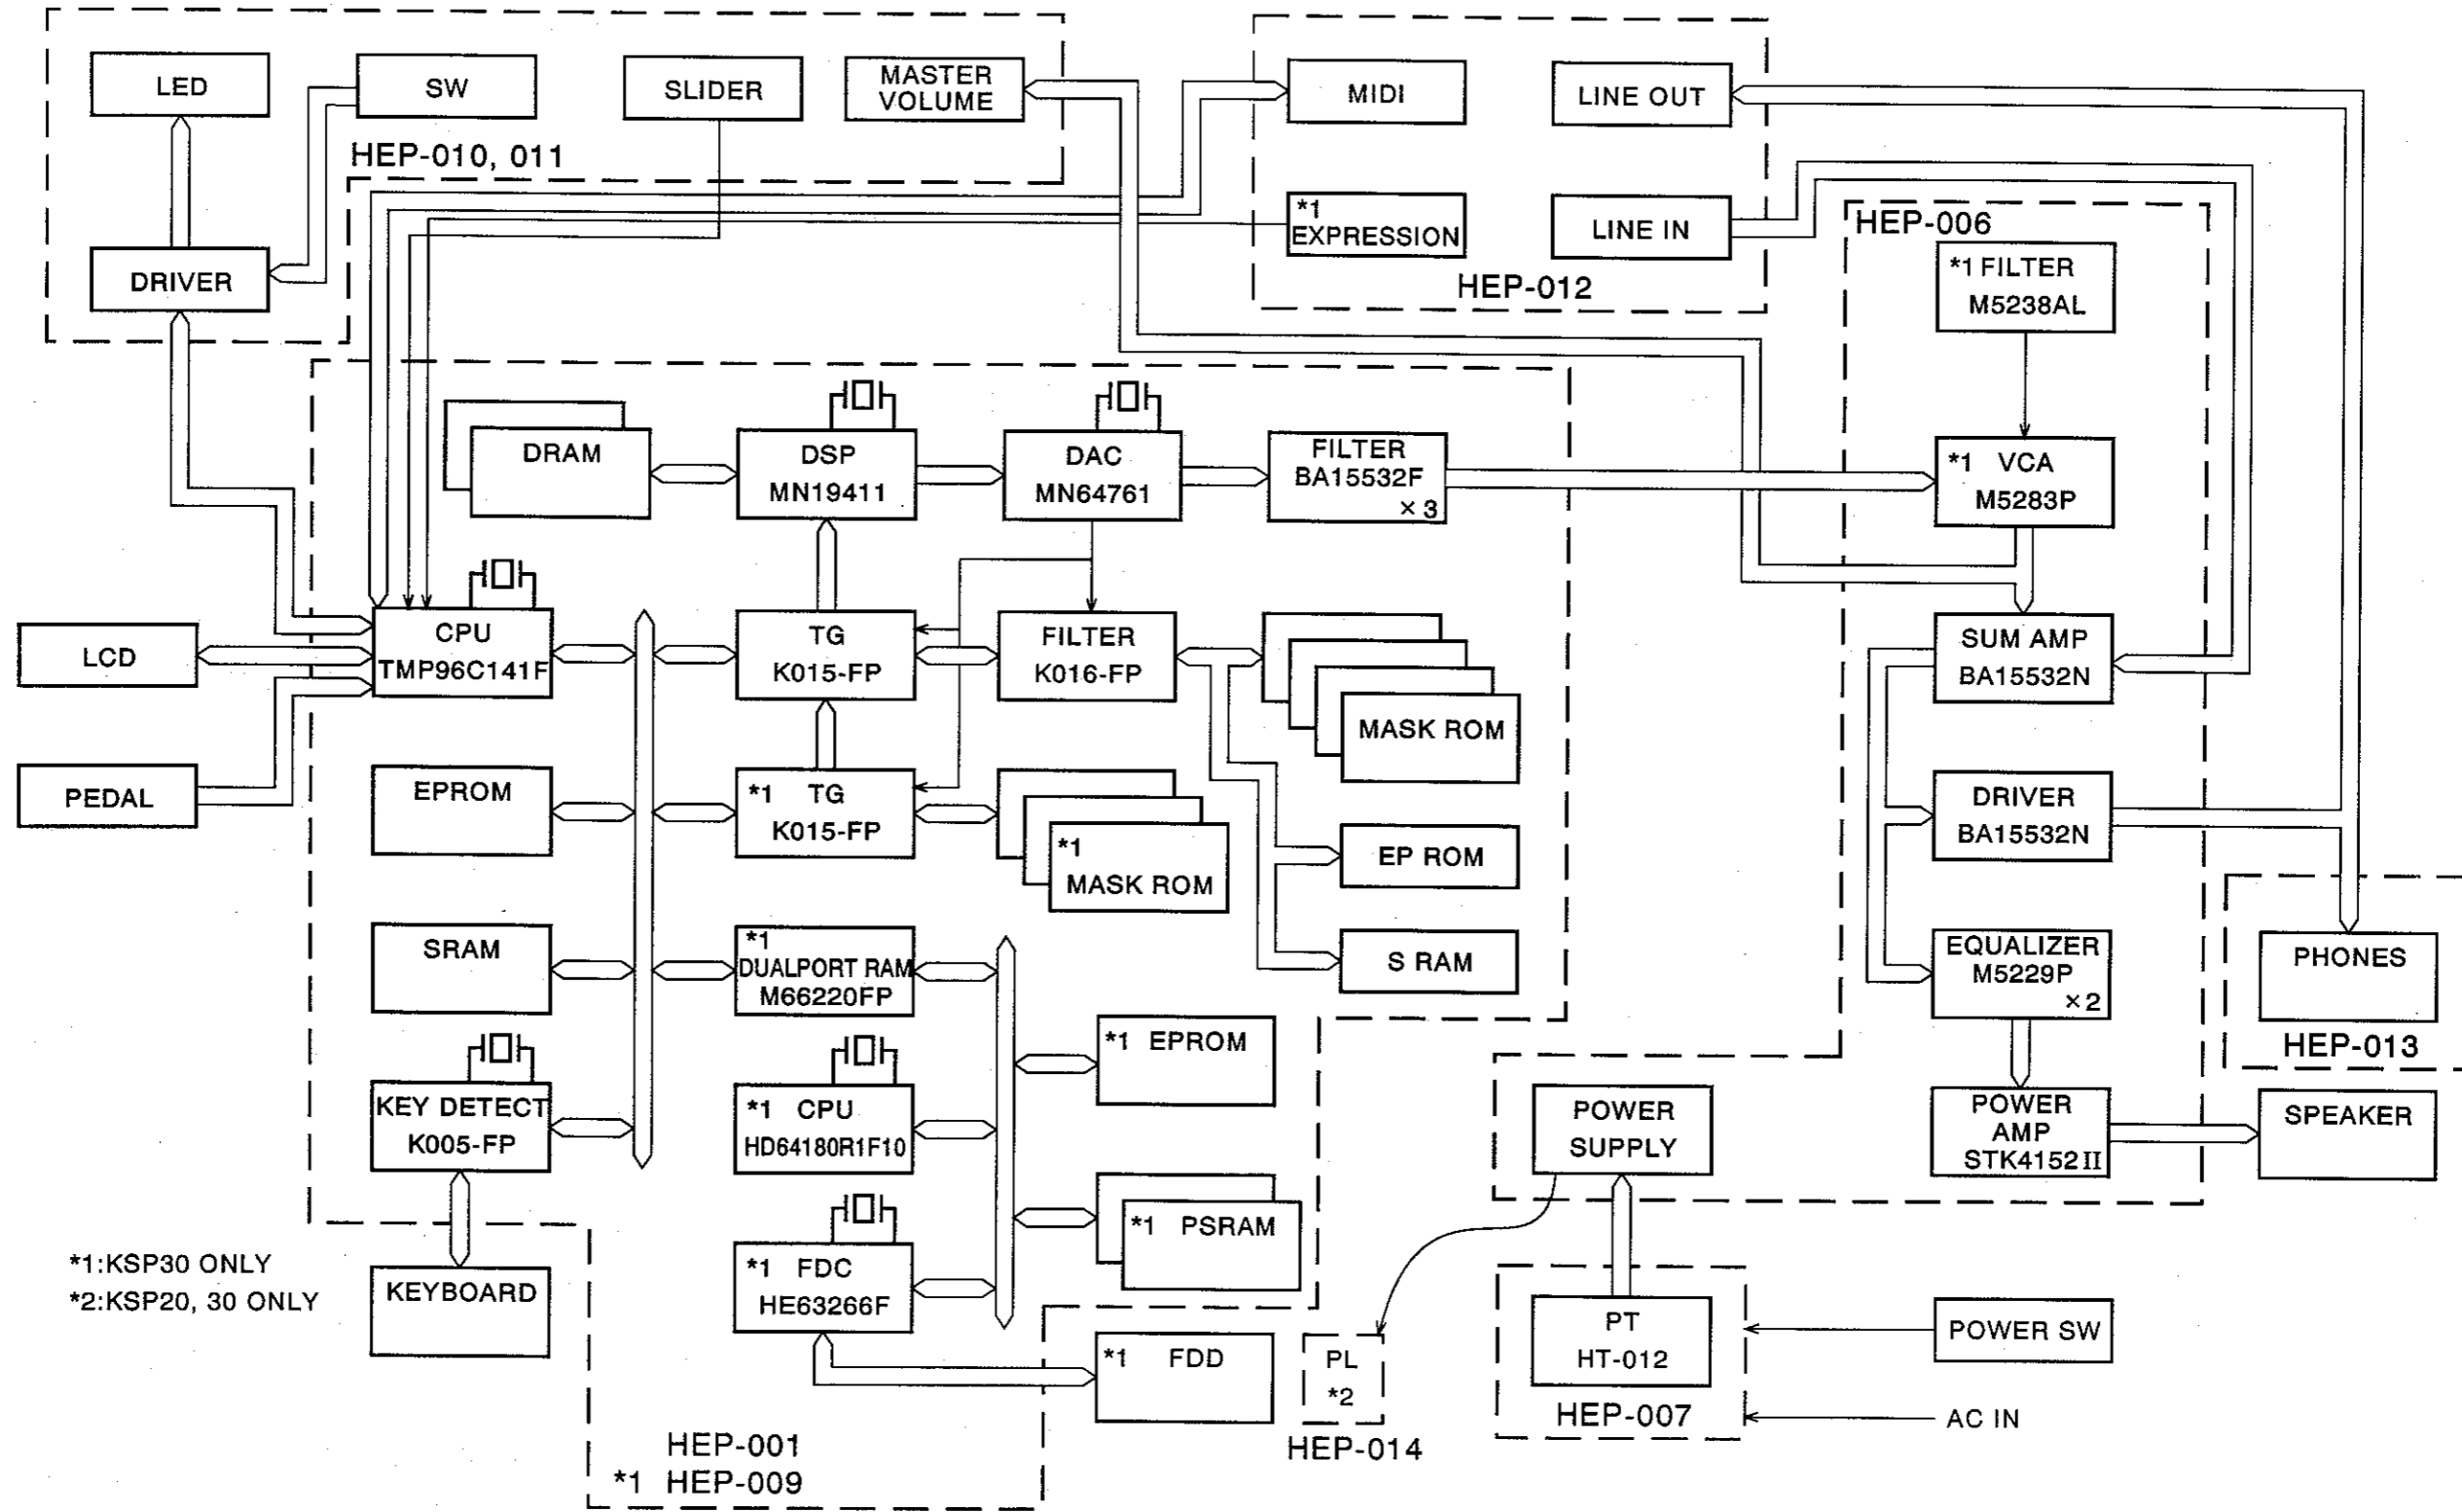 LED
SW
SLIDER
MASTER
VOLUME
MIDI
LINE OUT
HEP-010, 011
*1
EXPRESSION
LINE IN
HEP-006
DRIVER
HEP-012
*1 FILTER
M5238AL
DRAM
DSP
MN19411
DAC
MN64761
FILTER
BA15532F
×3
*1 VCA
M5283P
LCD
CPU
TMP96C141F
TG
K015-FP
FILTER
K016-FP
MASK ROM
SUM AMP
BA15532N
PEDAL
EPROM
*1 TG
K015-FP
*1
MASK ROM
EP ROM
DRIVER
BA15532N
SRAM
*1
DUALPORT RAM
M66220FP
S RAM
EQUALIZER
M5229P
×2
PHONES
HEP-013
KEY DETECT
K005-FP
*1 CPU
HD64180R1F10
*1 EPROM
POWER
SUPPLY
POWER
AMP
STK4152II
SPEAKER
*1 PSRAM
*1:KSP30 ONLY
*2:KSP20, 30 ONLY
KEYBOARD
*1 FDC
HE63266F
*1 FDD
PL
*2
HEP-014
PT
HT-012
HEP-007
POWER SW
AC IN
HEP-001
*1 HEP-009